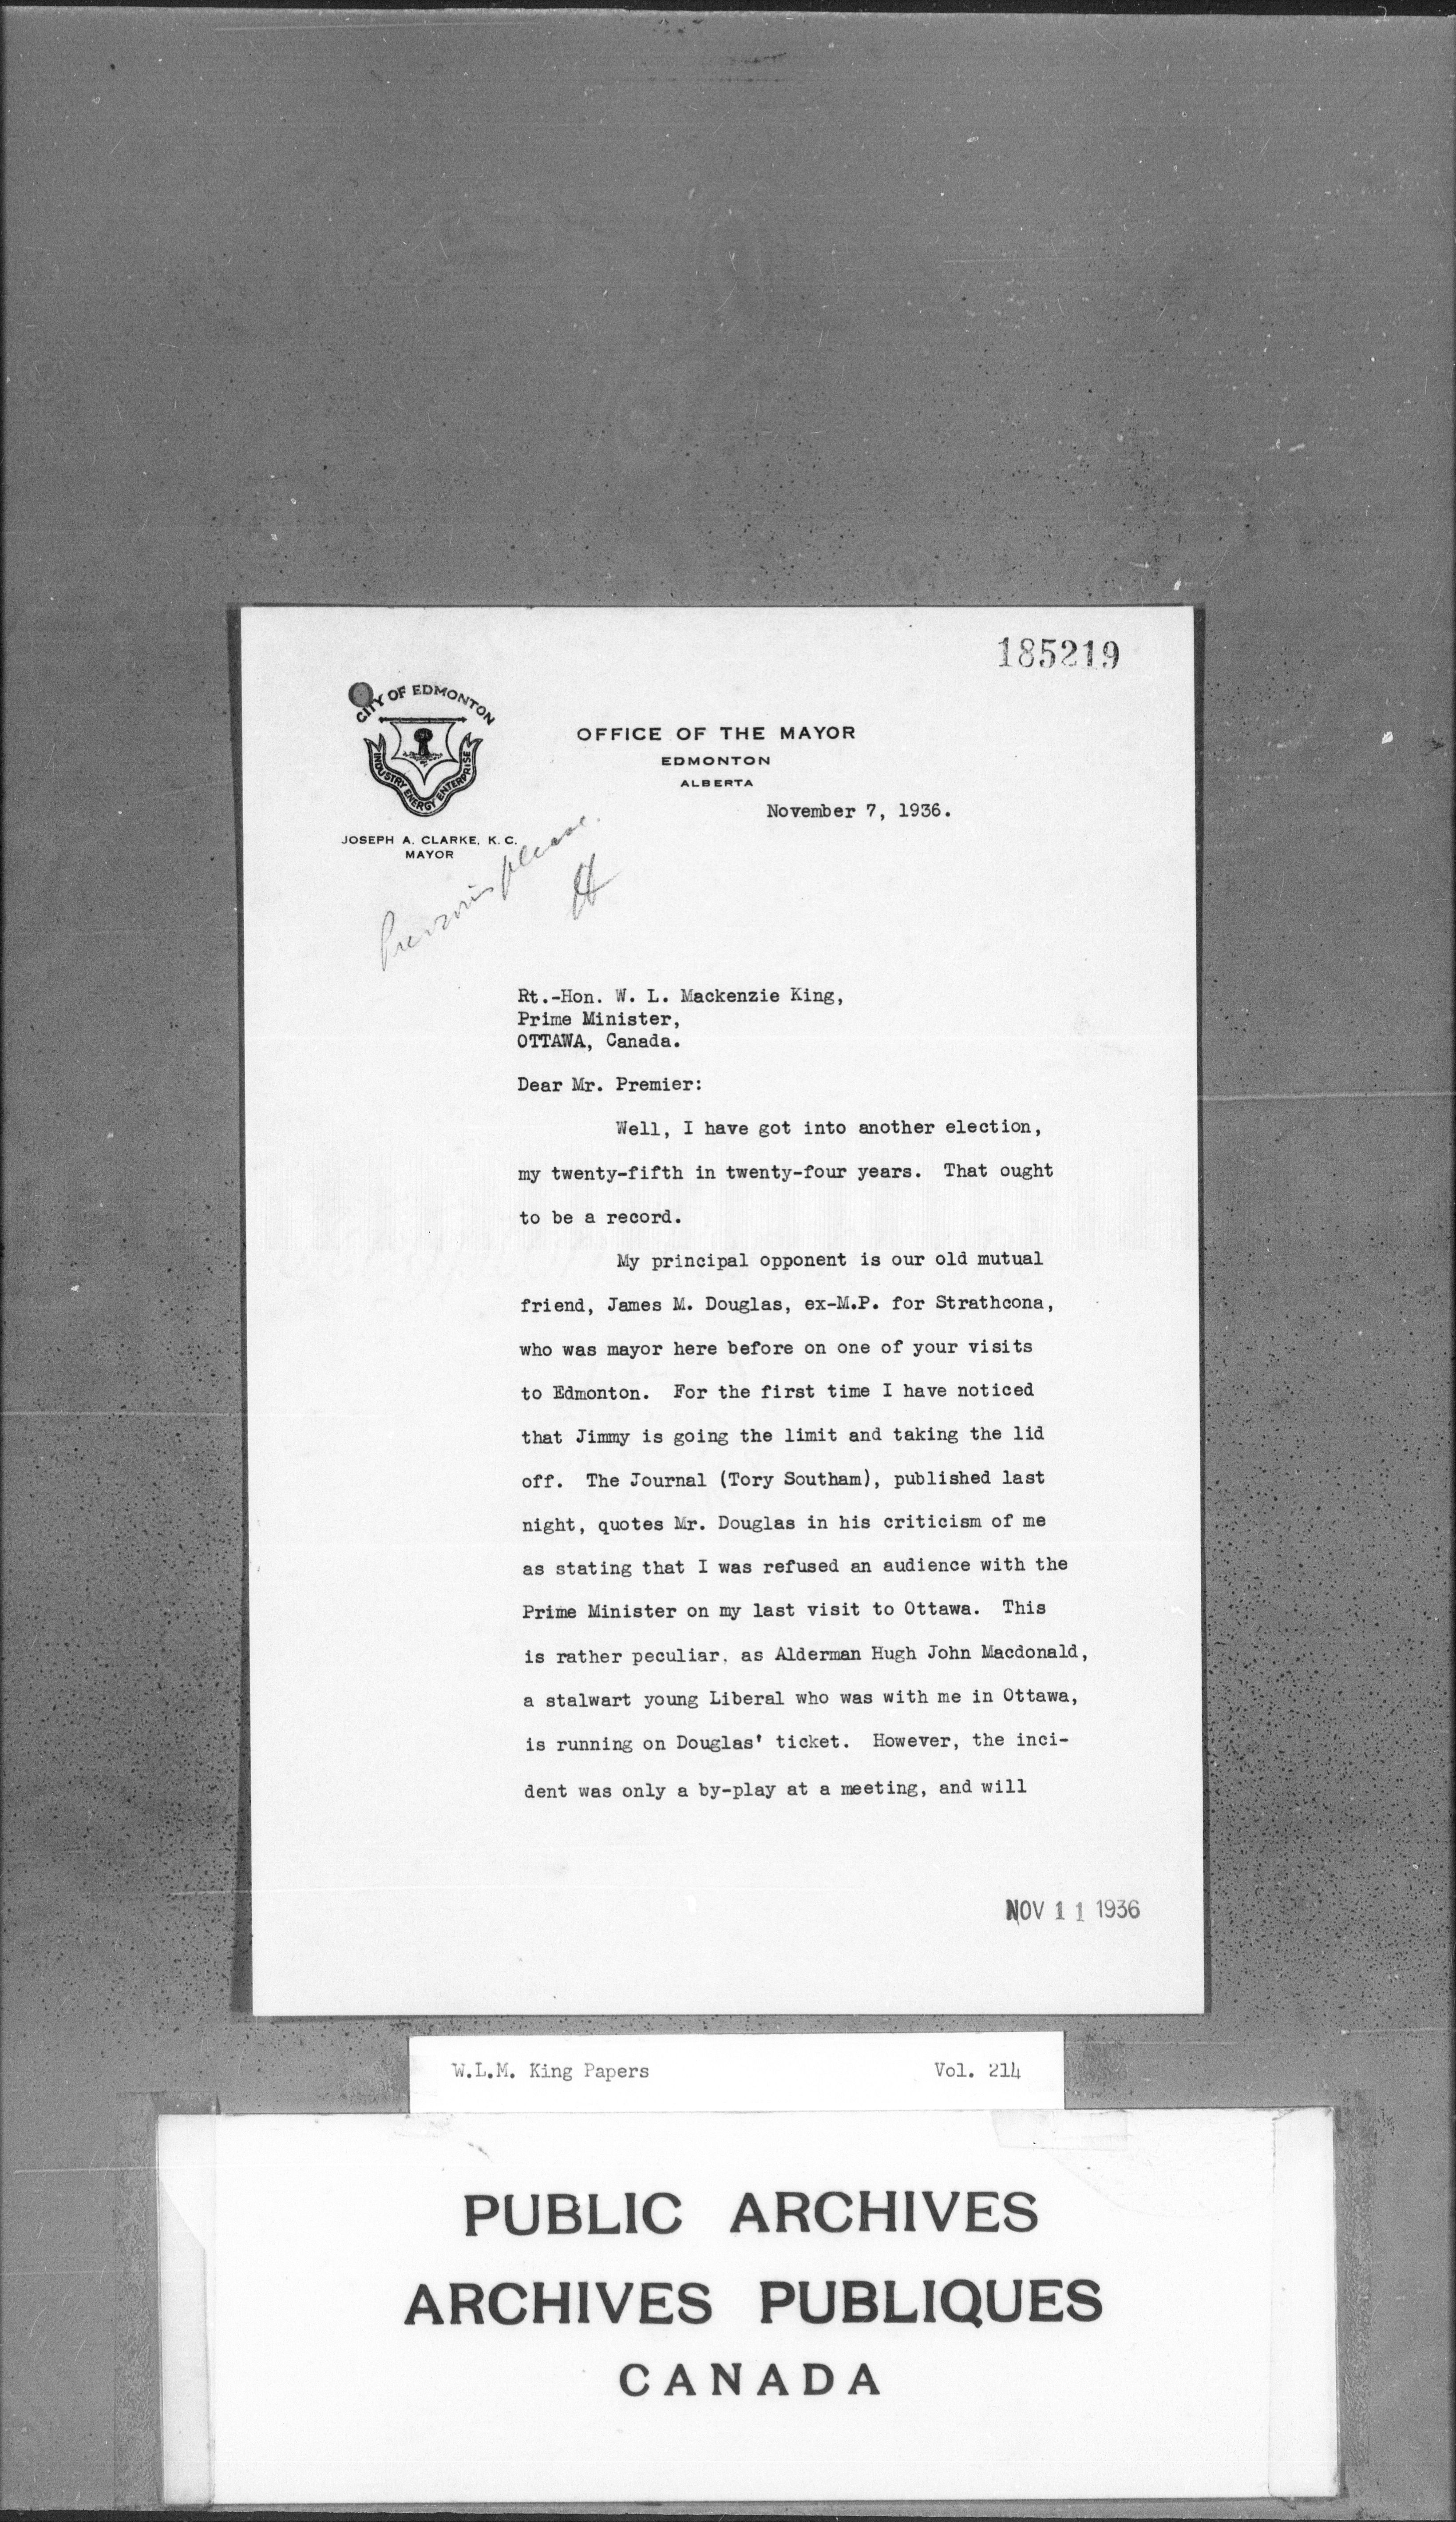 185219
CITY OF EDMONTON
INDUSTRY ENERGY ENTERPRISE
OFFICE OF THE MAYOR
EDMONTON
ALBERTA
November 7, 1936.
JOSEPH A. CLARKE, K. C.
MAYOR
Previous please
Rt.-Hon. W. L. Mackenzie King,
Prime Minister,
OTTAWA, Canada.
Dear Mr. Premier:
Well, I have got into another election,
my twenty-fifth in twenty-four years. That ought
to be a record.
My principal opponent is our old mutual
friend, James M. Douglas, ex-M.P. for Strathcona,
who was mayor here before on one of your visits
to Edmonton. For the first time I have noticed
that Jimmy is going the limit and taking the lid
off. The Journal (Tory Southam), published last
night, quotes Mr. Douglas in his criticism of me
as stating that I was refused an audience with the
Prime Minister on my last visit to Ottawa. This
is rather peculiar, as Alderman Hugh John Macdonald,
a stalwart young Liberal who was with me in Ottawa,
is running on Douglas' ticket. However, the inci-
dent was only a by-play at a meeting, and will
NOV 11 1936
W.L.M. King Papers Vol. 214
PUBLIC ARCHIVES
ARCHIVES PUBLIQUES
CANADA